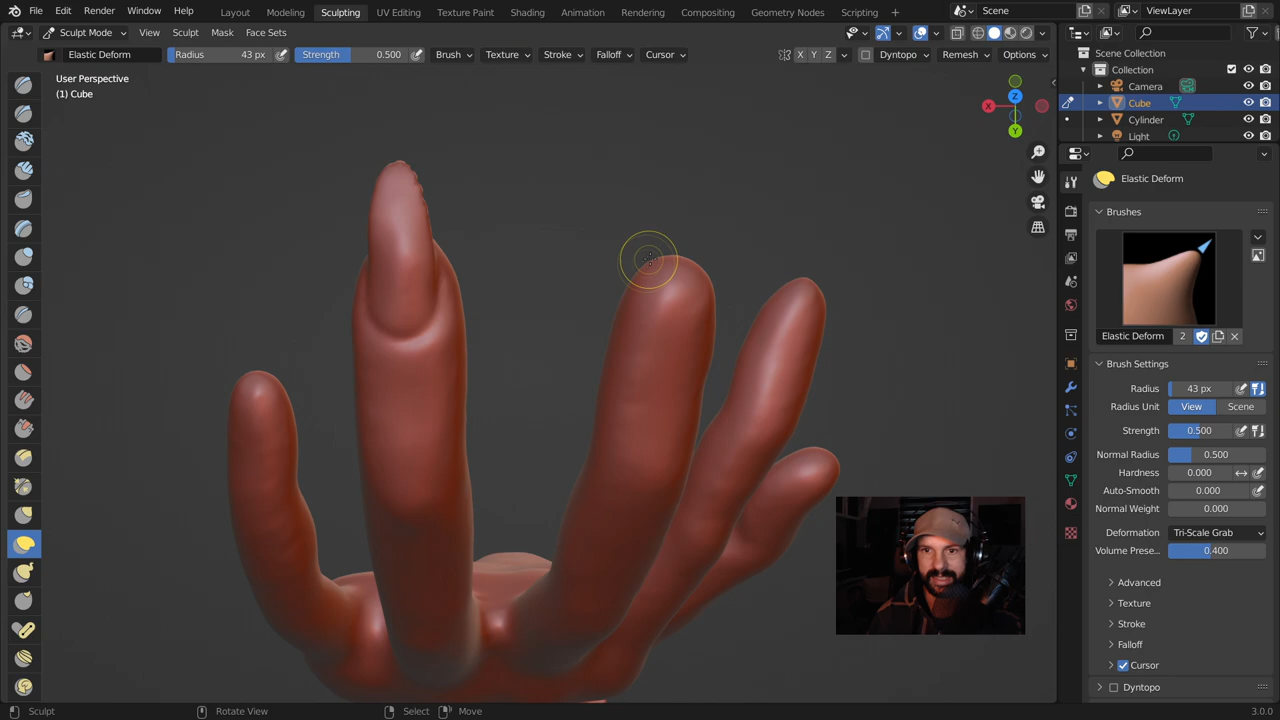 File Edit Render Window Help
Layout Modeling Sculpting UV Editing Texture Paint Shading Animation Rendering Compositing Geometry Nodes Scripting +
Scene
ViewLayer
Sculpt Mode View Sculpt Mask Face Sets
Options
Elastic Deform
Radius 43 px
Strength 0.500
Brush Texture Stroke Falloff Cursor
X Y Z
Dyntopo
Remesh
User Perspective
(1) Cube
X
Z
Y
Scene Collection
Collection
Camera
Cube
Cylinder
Light
Elastic Deform
Brushes
Elastic Deform 2
Brush Settings
Radius 43 px
Radius Unit View Scene
Strength 0.500
Normal Radius 0.500
Hardness 0.000
Auto-Smooth 0.000
Normal Weight 0.000
Deformation Tri-Scale Grab
Volume Prese... 0.400
Advanced
Texture
Stroke
Falloff
Cursor
Dyntopo
Sculpt
Rotate View
Select
Move
3.0.0